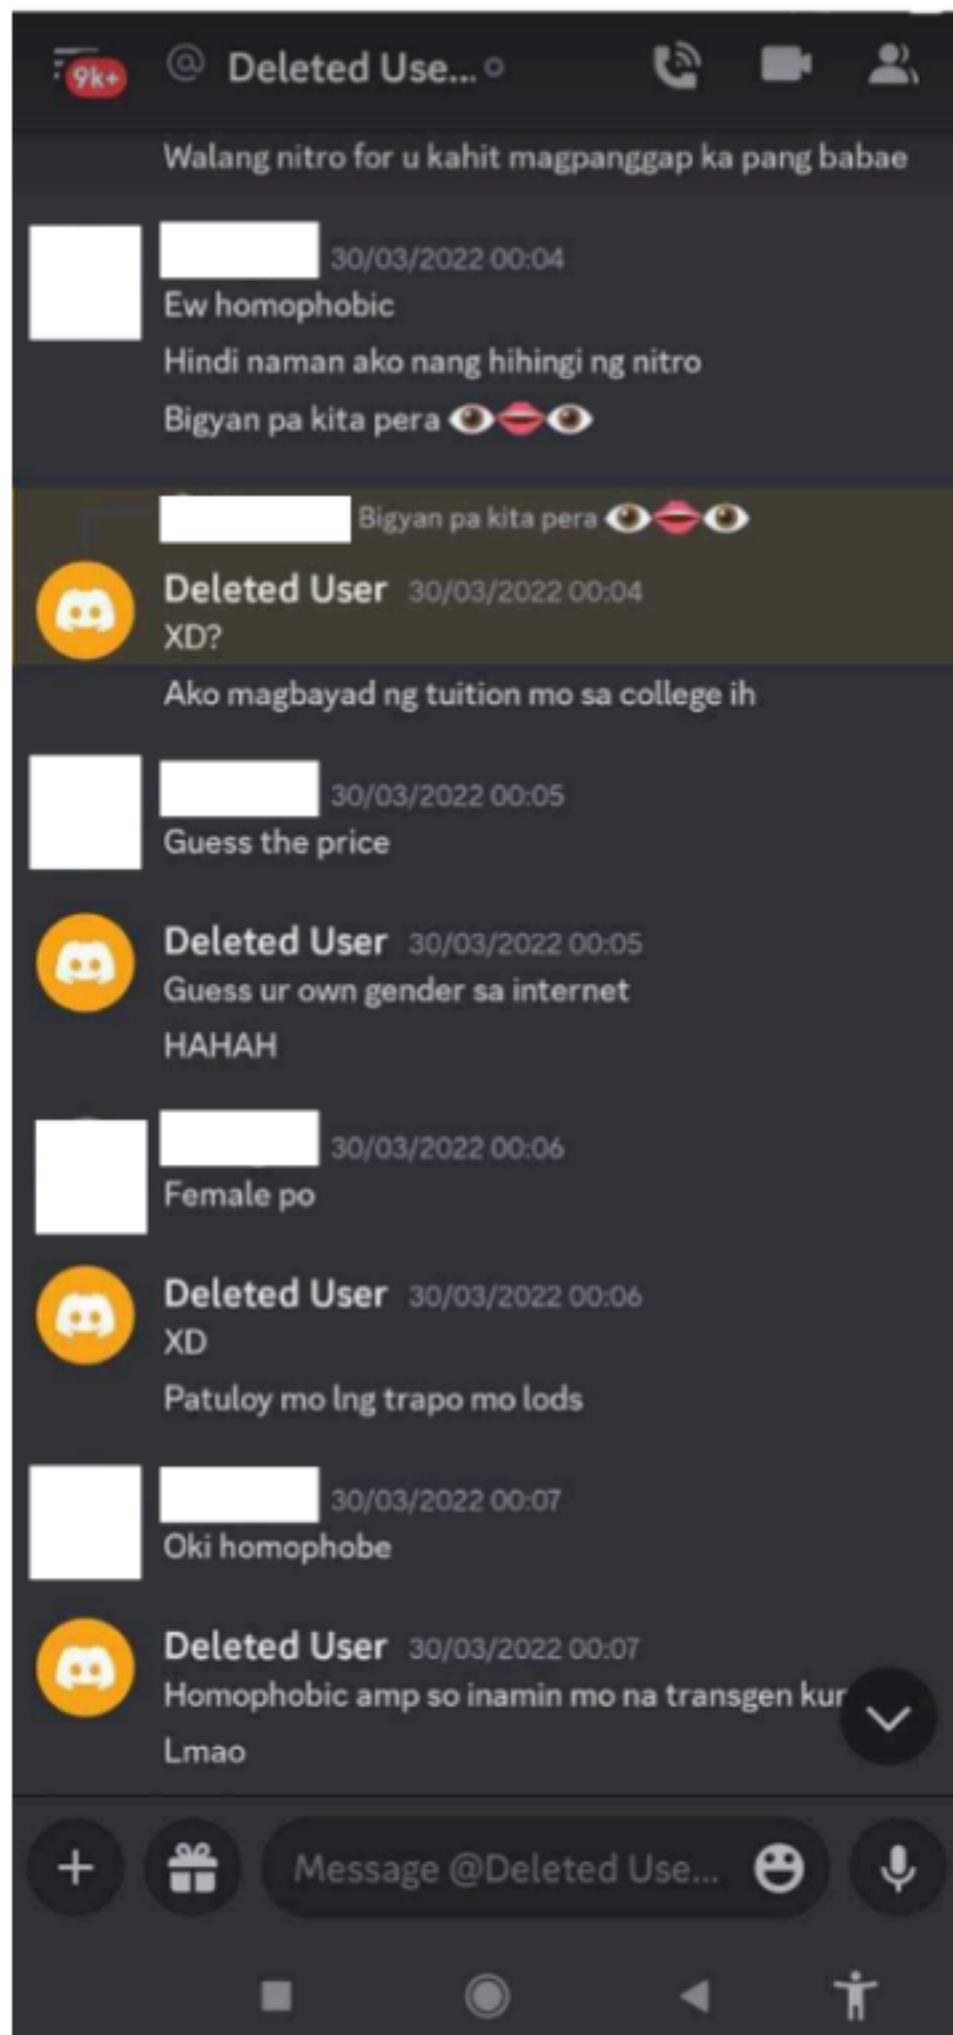 9k+
@ Deleted Use...
Walang nitro for u kahit magpanggap ka pang babae
30/03/2022 00:04
Ew homophobic
Hindi naman ako nang hihingi ng nitro
Bigyan pa kita pera 👁️👄👁️
Bigyan pa kita pera 👁️👄👁️
Deleted User 30/03/2022 00:04
XD?
Ako magbayad ng tuition mo sa college ih
30/03/2022 00:05
Guess the price
Deleted User 30/03/2022 00:05
Guess ur own gender sa internet
HAHAH
30/03/2022 00:06
Female po
Deleted User 30/03/2022 00:06
XD
Patuloy mo lng trapo mo lods
30/03/2022 00:07
Oki homophobe
Deleted User 30/03/2022 00:07
Homophobic amp so inamin mo na transgen
Lmao
Message @Deleted Use...